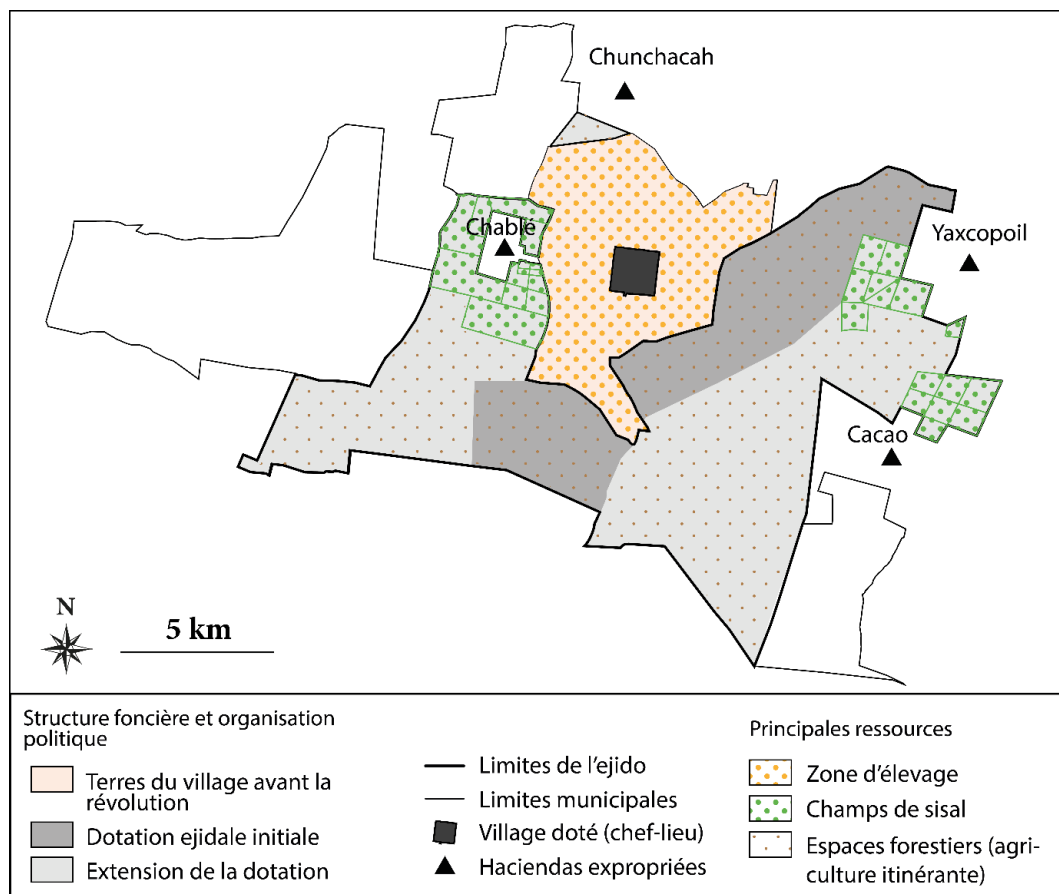 Chunchacah
Chablé
Yaxcopoil
Cacao
N
5 km
Structure foncière et organisation
politique
Terres du village avant la
révolution
Dotation ejidale initiale
Extension de la dotation
Limites de l'ejido
Limites municipales
Village doté (chef-lieu)
Haciendas expropriées
Principales ressources
Zone d'élevage
Champs de sisal
Espaces forestiers (agri-
culture itinérante)